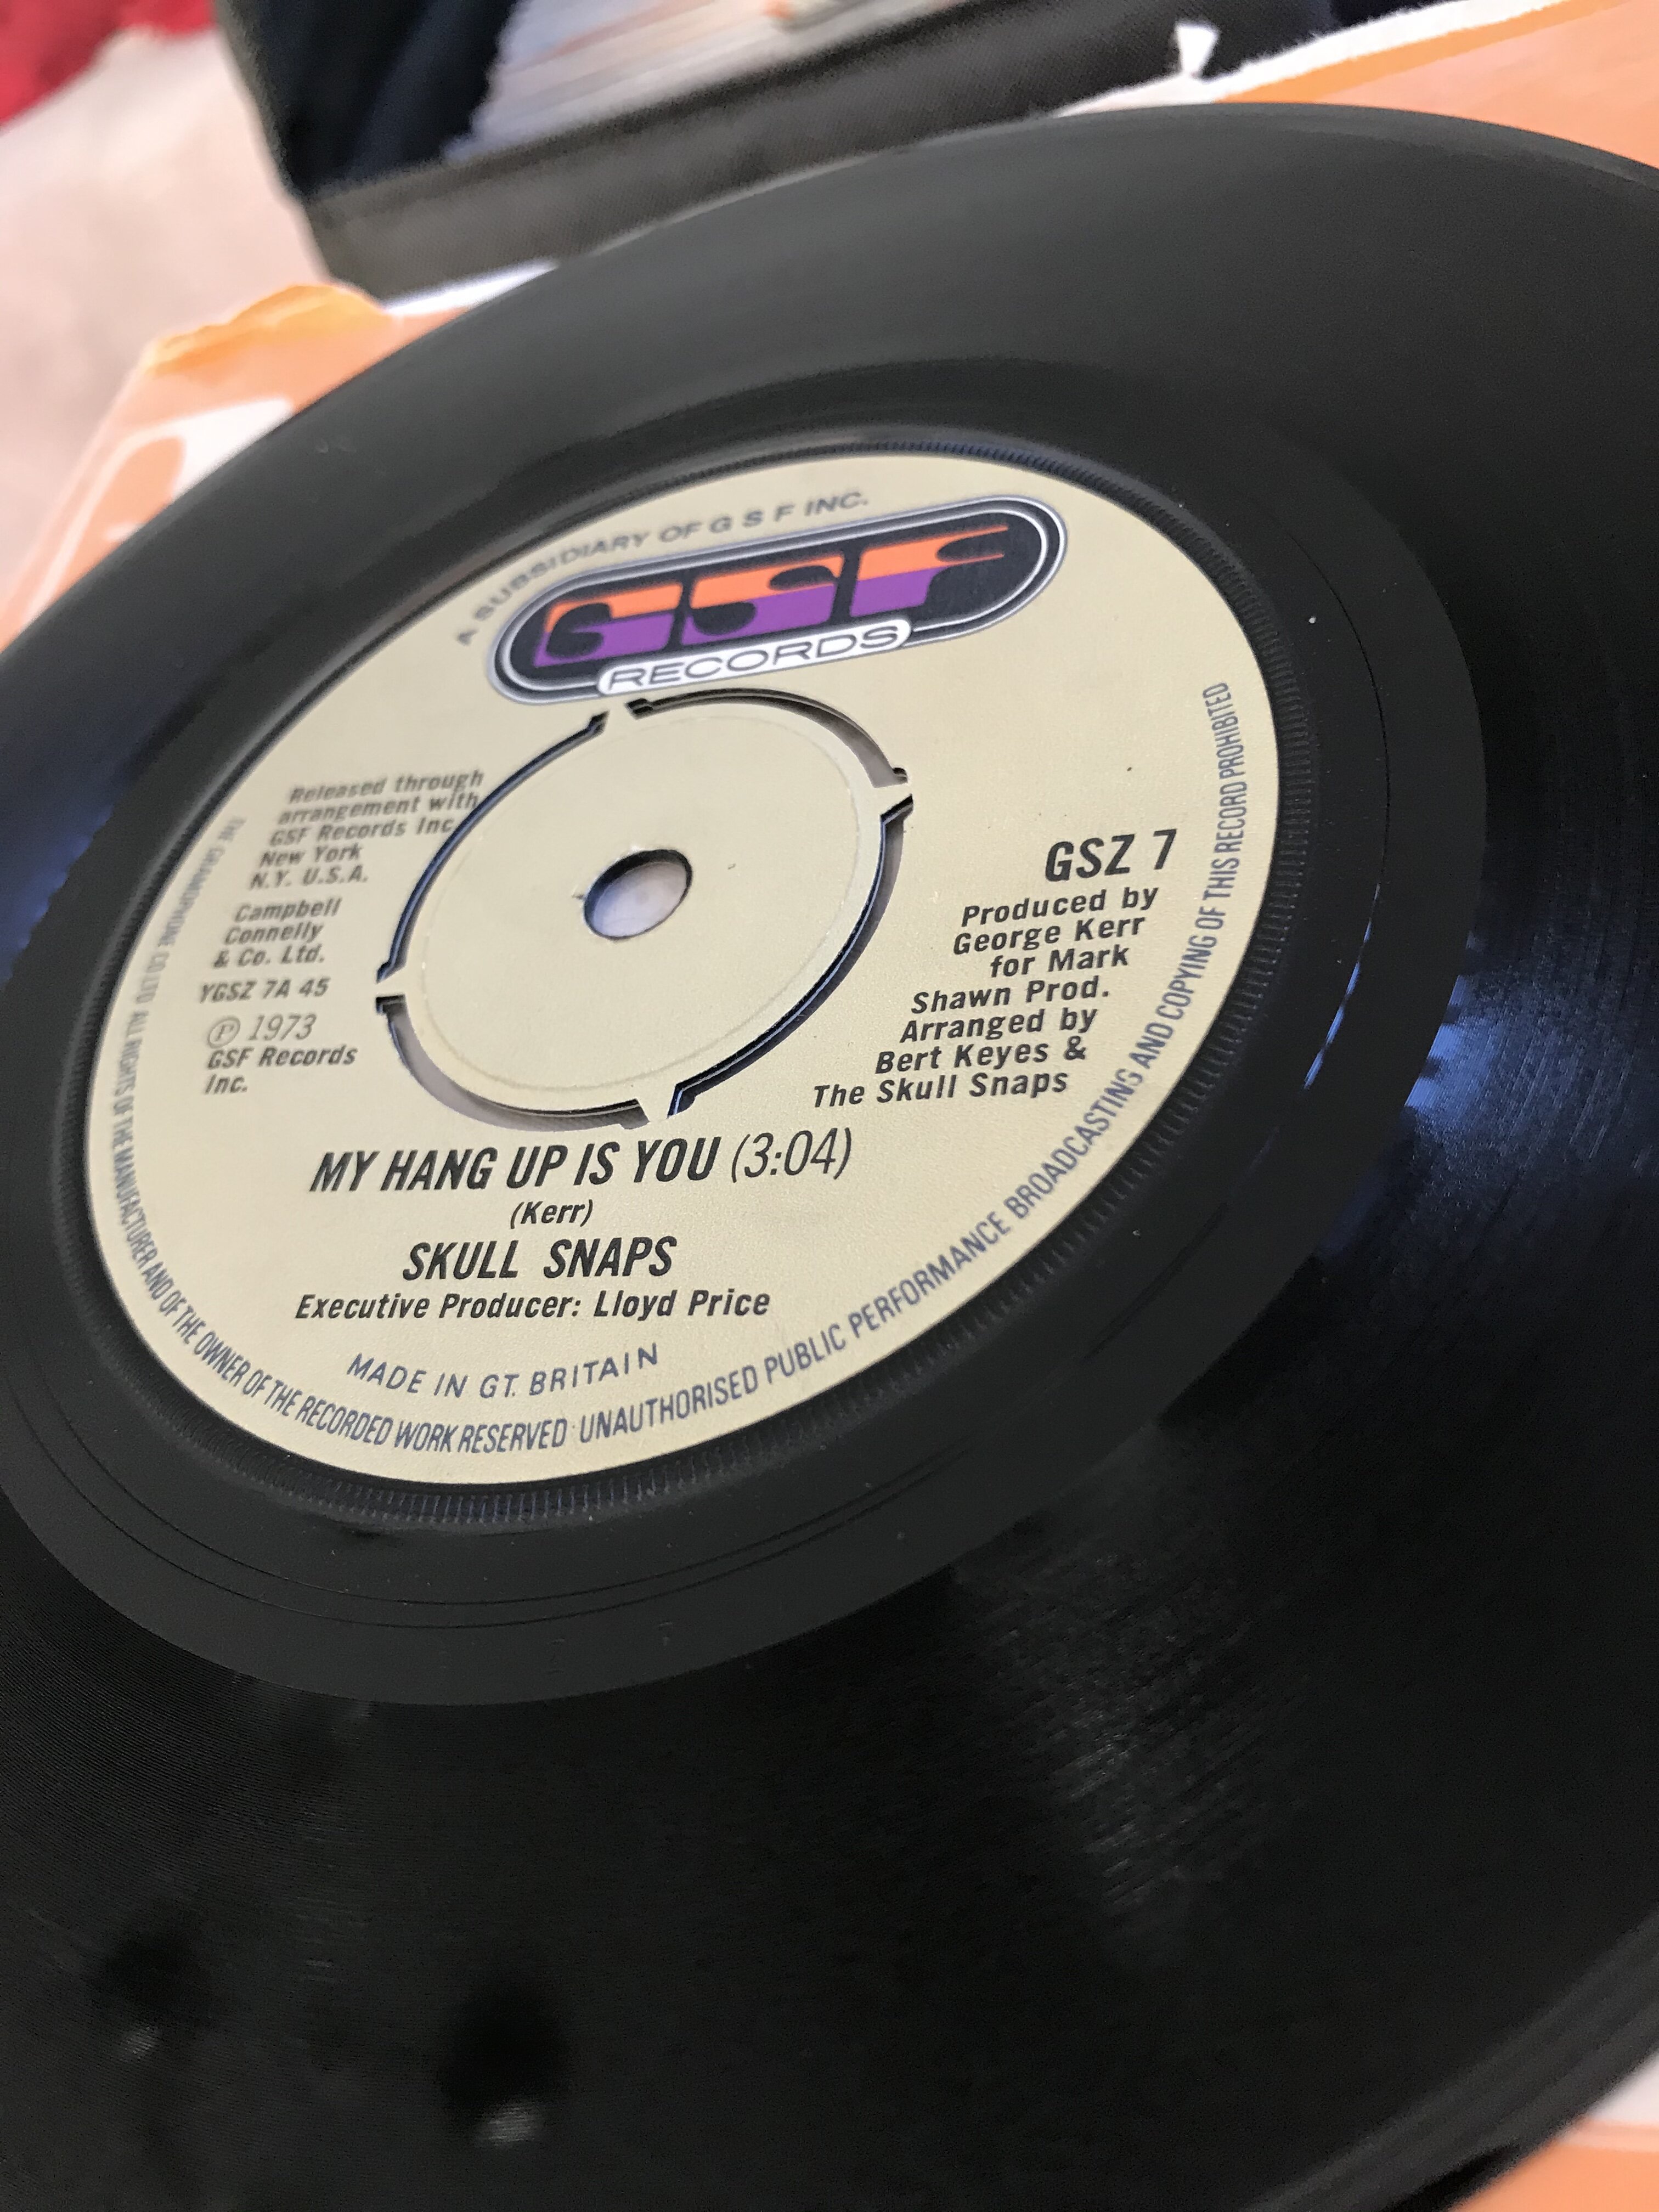 A SUBSIDIARY OF G S F INC.
GSF
RECORDS
Released through
arrangement with
GSF Records Inc.
New York
N.Y. U.S.A.
Campbell
Connelly
& Co. Ltd.
YGSZ 7A 45
Ⓟ 1973
GSF Records
Inc.
GSZ 7
Produced by
George Kerr
for Mark
Shawn Prod.
Arranged by
Bert Keyes &
The Skull Snaps
MY HANG UP IS YOU (3:04)
(Kerr)
SKULL SNAPS
Executive Producer: Lloyd Price
MADE IN GT. BRITAIN
THE GRAMOPHONE CO LTD ALL RIGHTS OF THE MANUFACTURER AND OF THE OWNER OF THE RECORDED WORK RESERVED · UNAUTHORISED PUBLIC PERFORMANCE BROADCASTING AND COPYING OF THIS RECORD PROHIBITED